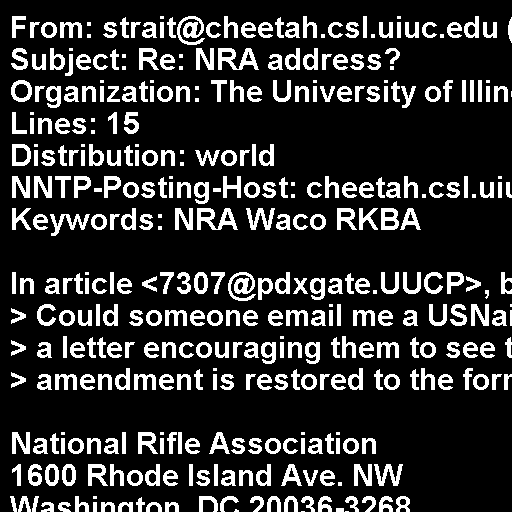 From: strait@cheetah.csl.uiuc.edu (
Subject: Re: NRA address?
Organization: The University of Illin
Lines: 15
Distribution: world
NNTP-Posting-Host: cheetah.csl.uiu
Keywords: NRA Waco RKBA

In article <7307@pdxgate.UUCP>, b
> Could someone email me a USNai
> a letter encouraging them to see t
> amendment is restored to the forr

National Rifle Association
1600 Rhode Island Ave. NW
Washington, DC 20036-3268